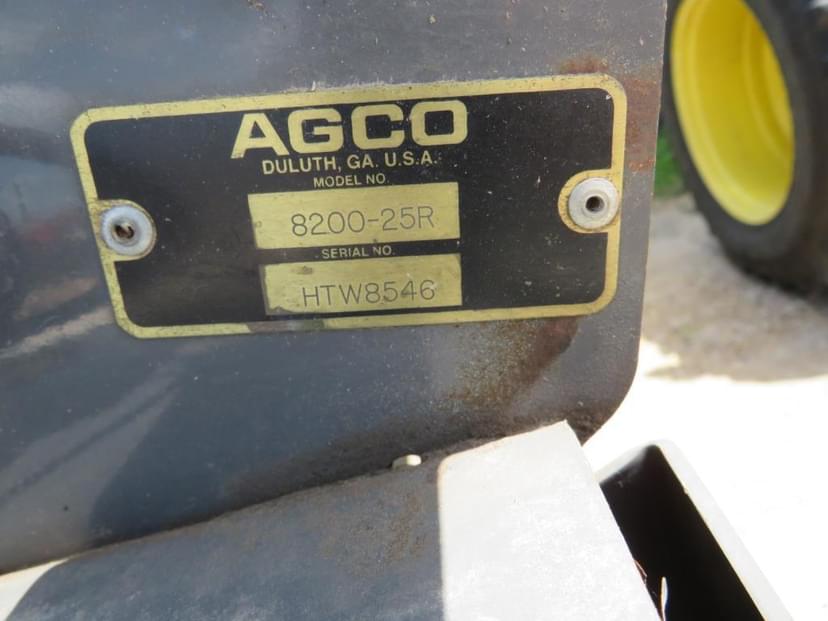 AGCO
DULUTH, GA. U.S.A.
MODEL NO.
8200-25R
SERIAL NO.
HTW8546